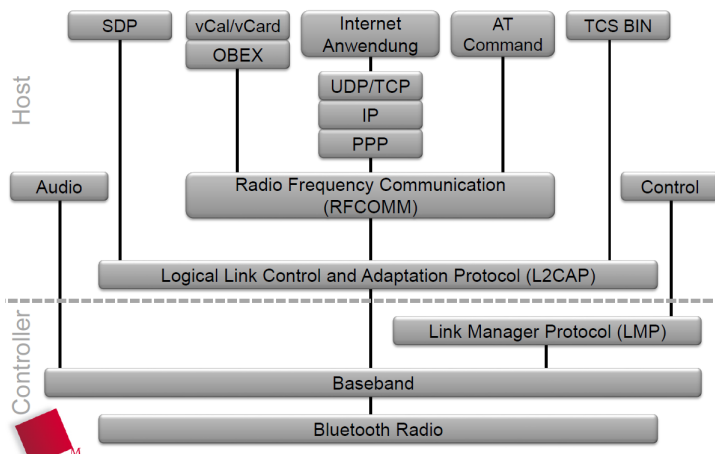 SDP
vCal/vCard
OBEX
Internet
Anwendung
AT
Command
TCS BIN
UDP/TCP
IP
PPP
Host
Audio
Radio Frequency Communication
(RFCOMM)
Control
Logical Link Control and Adaptation Protocol (L2CAP)
Controller
Link Manager Protocol (LMP)
Baseband
Bluetooth Radio
M